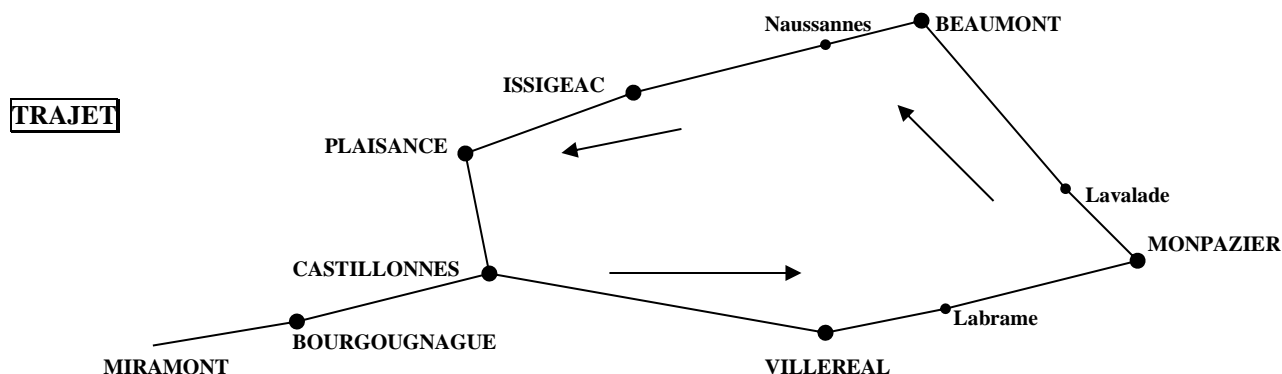 Naussannes
BEAUMONT
ISSIGEAC
TRAJET
PLAISANCE
Lavalade
MONPAZIER
CASTILLONNES
Labrame
BOURGOUGNAGUE
MIRAMONT
VILLEREAL